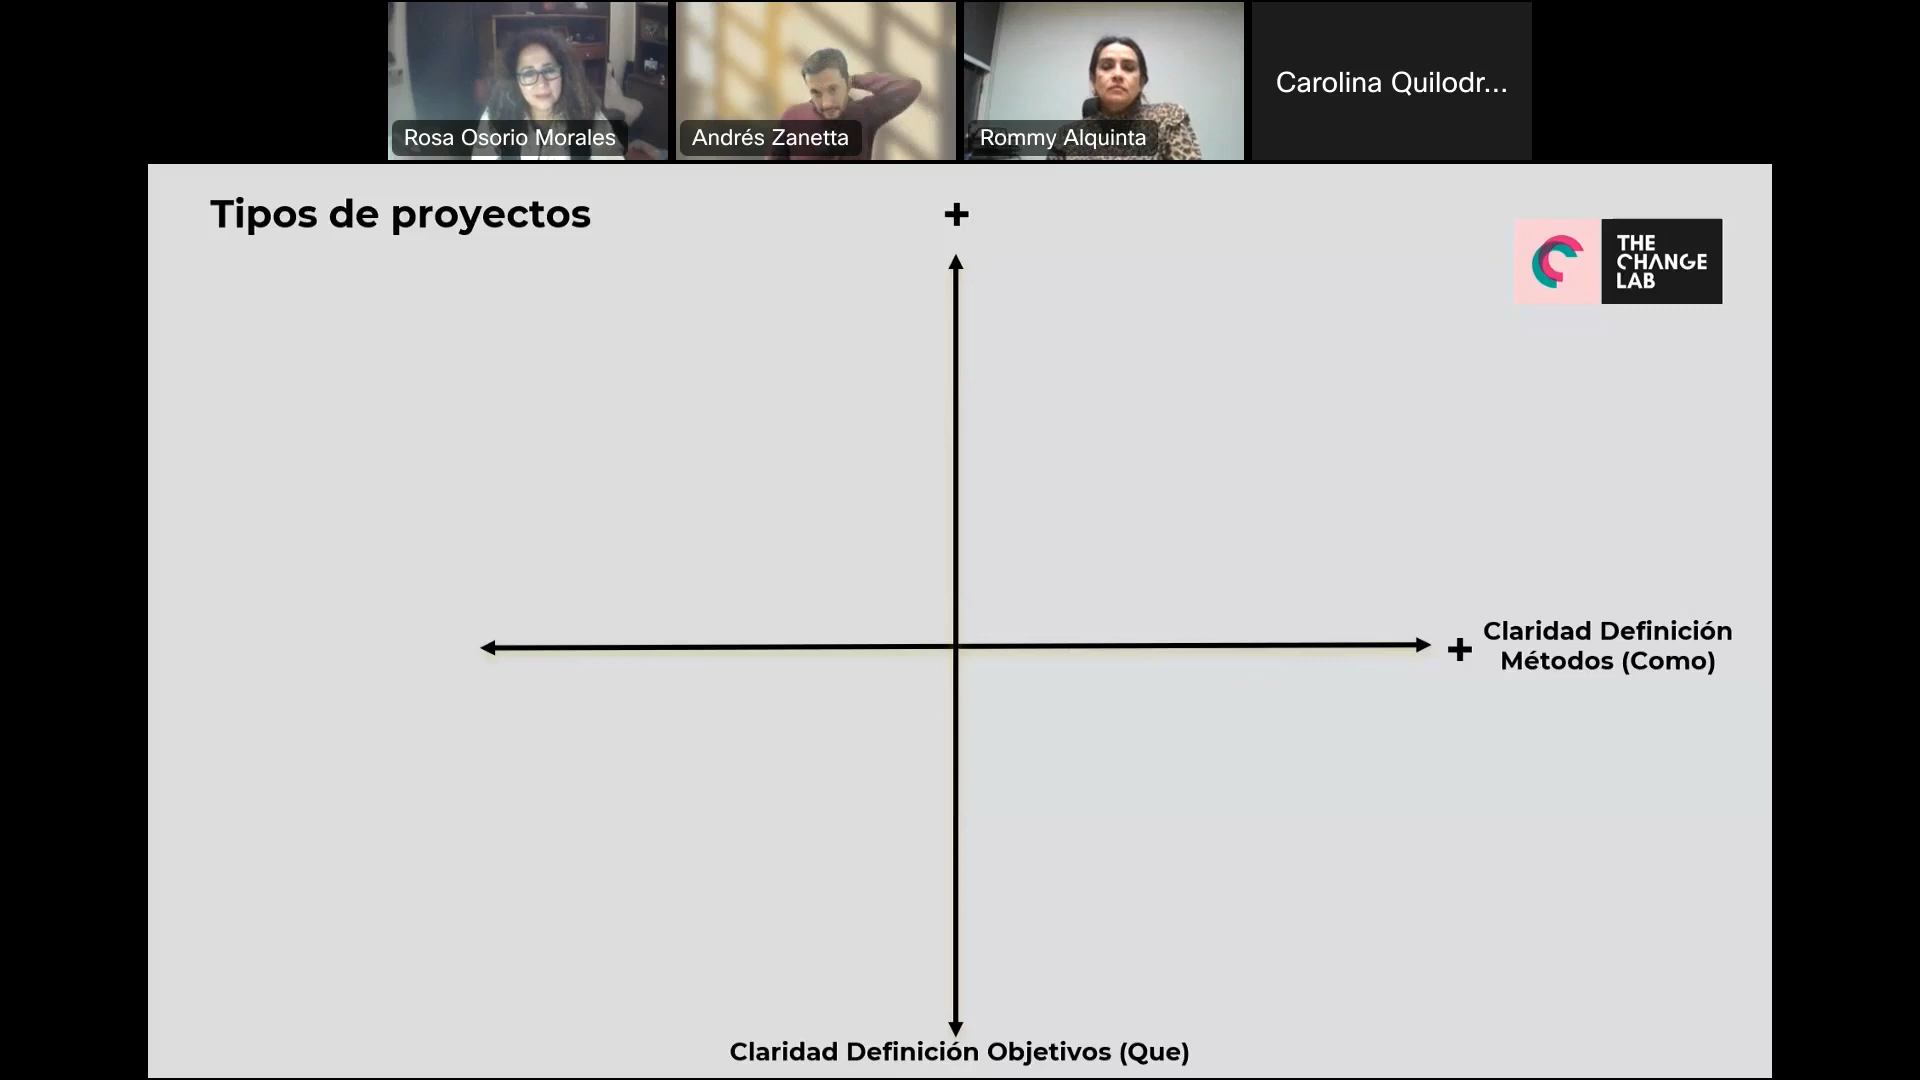 Rosa Osorio Morales
Andrés Zanetta
Rommy Alquinta
Carolina Quilodr...
Tipos de proyectos
+
THE
CHANGE
LAB
+
Claridad Definición
Métodos (Como)
Claridad Definición Objetivos (Que)